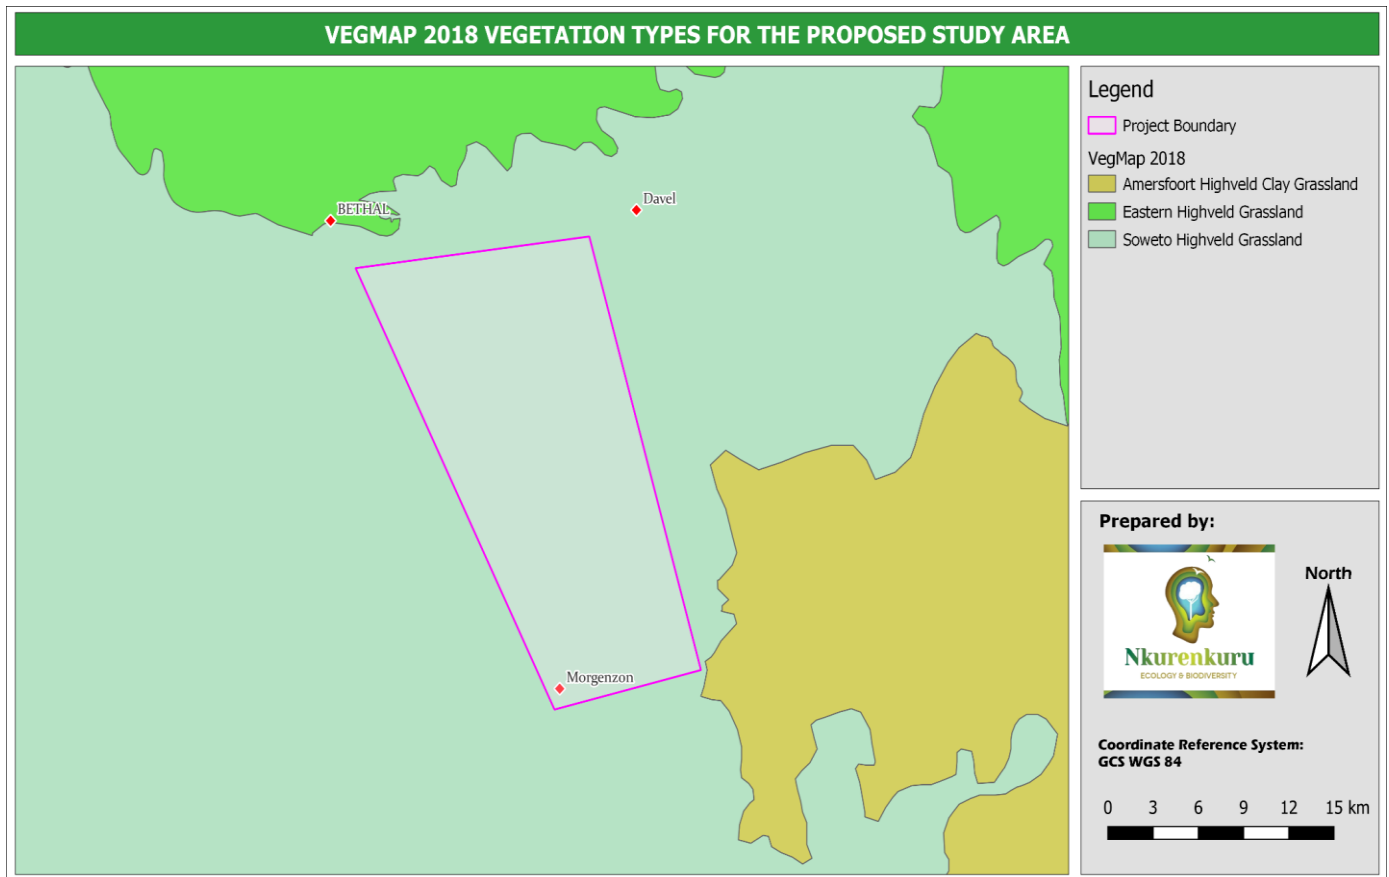 VEGMAP 2018 VEGETATION TYPES FOR THE PROPOSED STUDY AREA
BETHAL
Davel
Morgenzon
Legend
Project Boundary
VegMap 2018
Amersfoort Highveld Clay Grassland
Eastern Highveld Grassland
Soweto Highveld Grassland
Prepared by:
Nkurenkuru
ECOLOGY & BIODIVERSITY
North
Coordinate Reference System:
GCS WGS 84
0 3 6 9 12 15 km